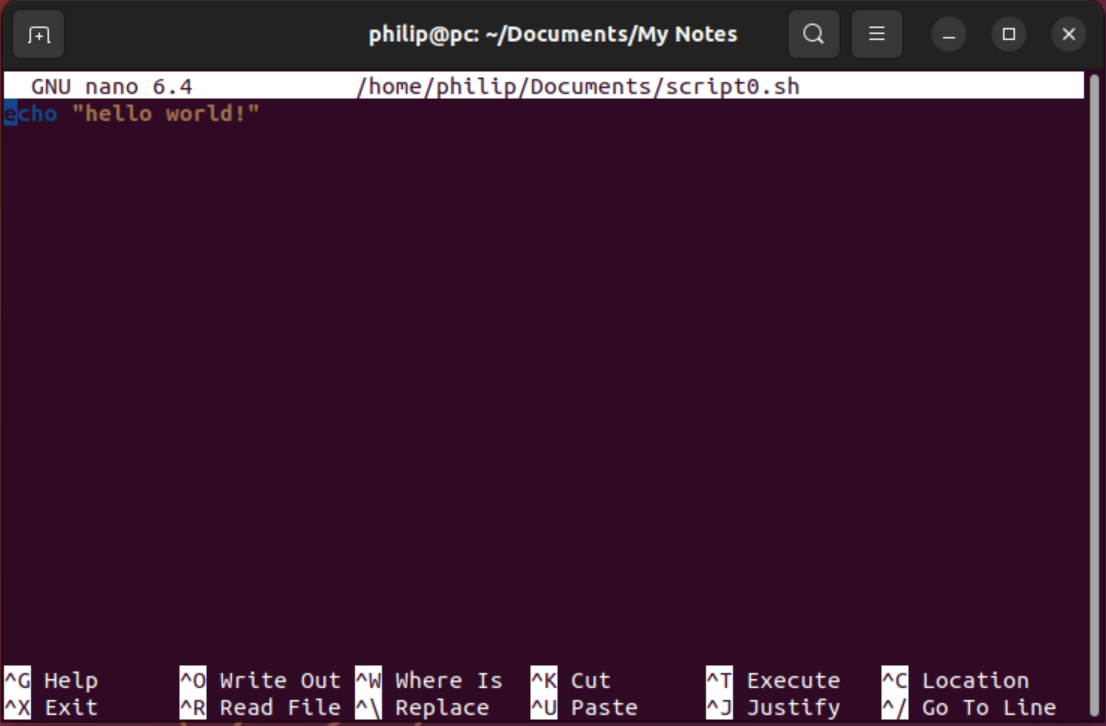 philip@pc: ~/Documents/My Notes
GNU nano 6.4 /home/philip/Documents/script0.sh
echo "hello world!"
^G Help ^O Write Out ^W Where Is ^K Cut ^T Execute ^C Location
^X Exit ^R Read File ^\ Replace ^U Paste ^J Justify ^/ Go To Line